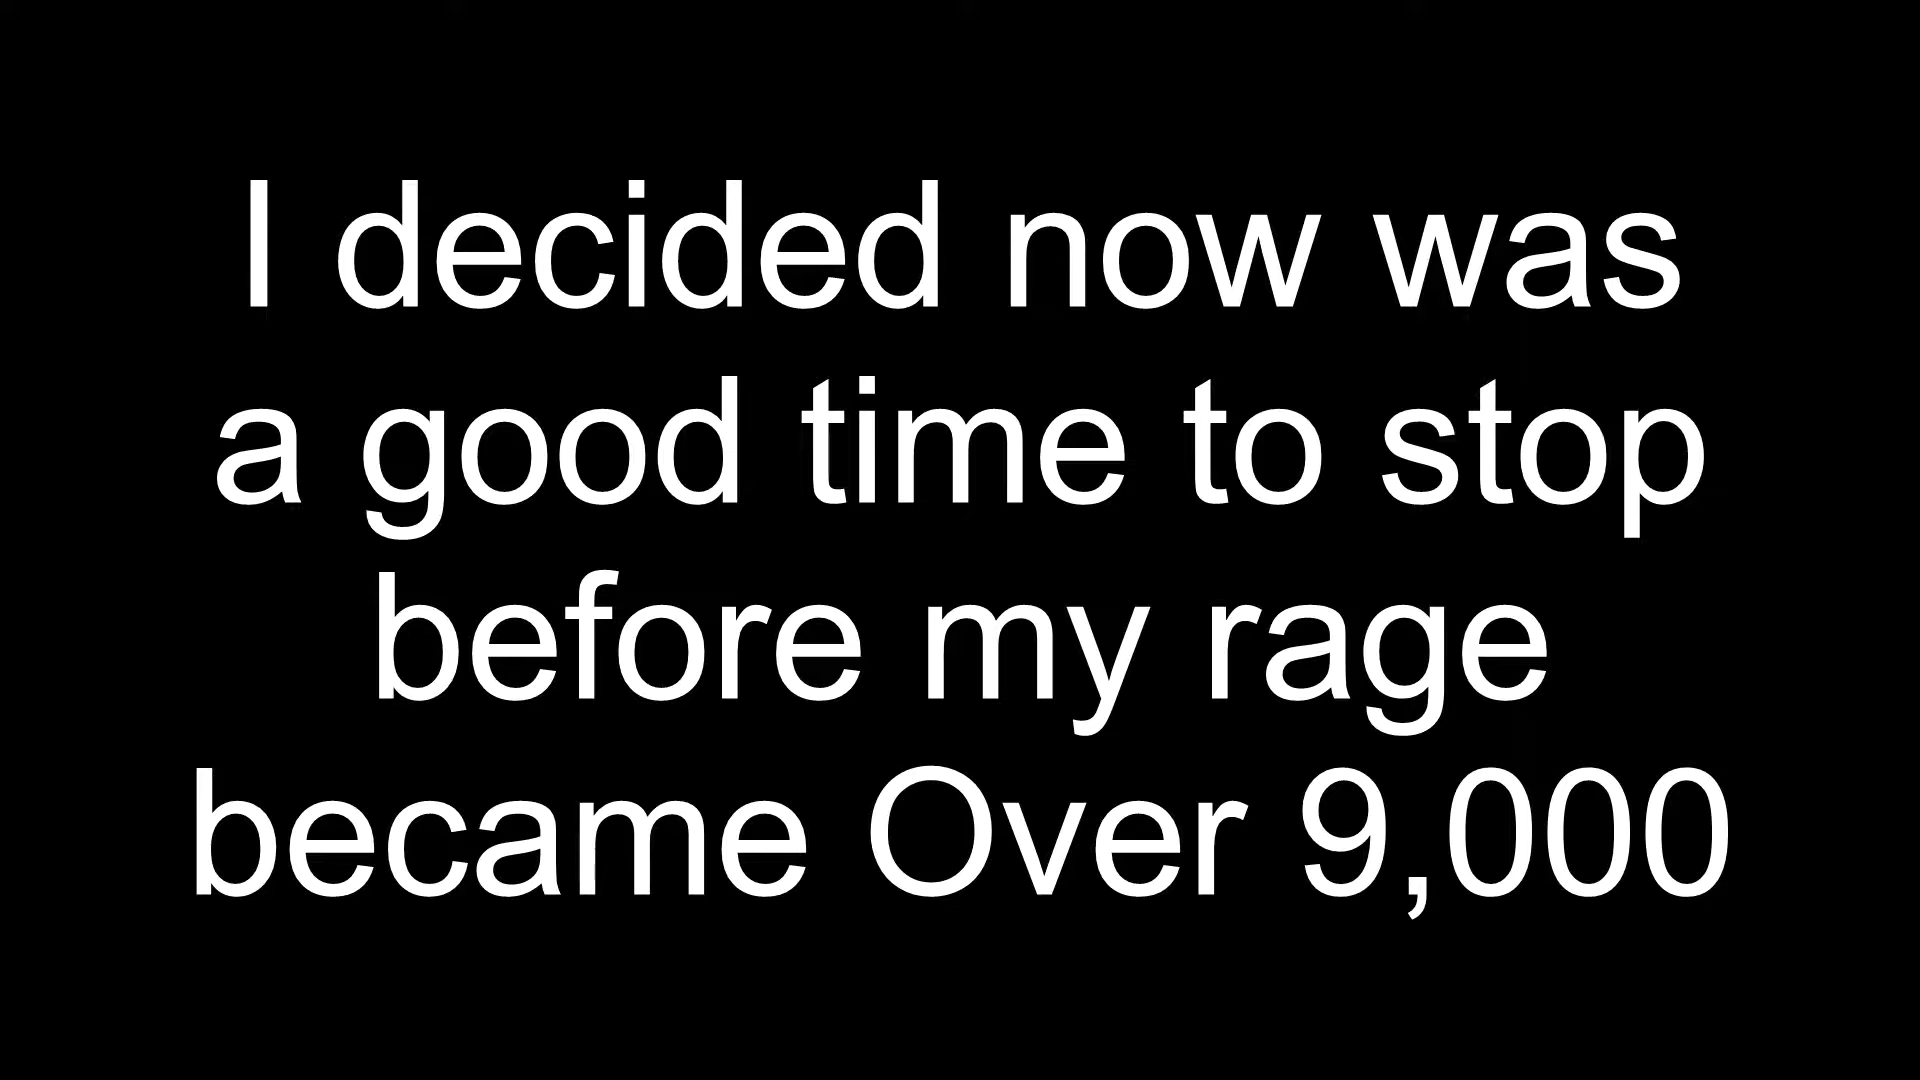 I decided now was
a good time to stop
before my rage
became Over 9,000